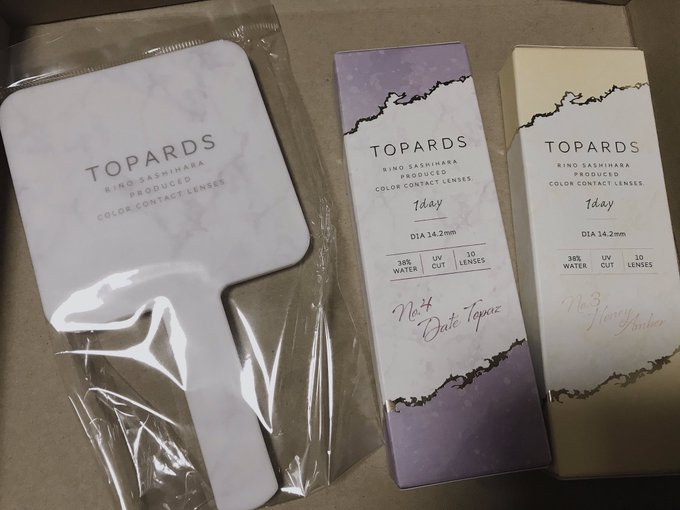 TOPARDS
RINO SASHIHARA
PRODUCED
COLOR CONTACT LENSES
TOPARDS
RINO SASHIHARA
PRODUCED
COLOR CONTACT LENSES.
1day
DIA 14.2mm
38% WATER
UV CUT
10 LENSES
No.4
Date Topaz
TOPARDS
RINO SASHIHARA
PRODUCED
COLOR CONTACT LENSES.
1day
DIA 14.2mm
38% WATER
UV CUT
10 LENSES
No.3
Honey
Amber